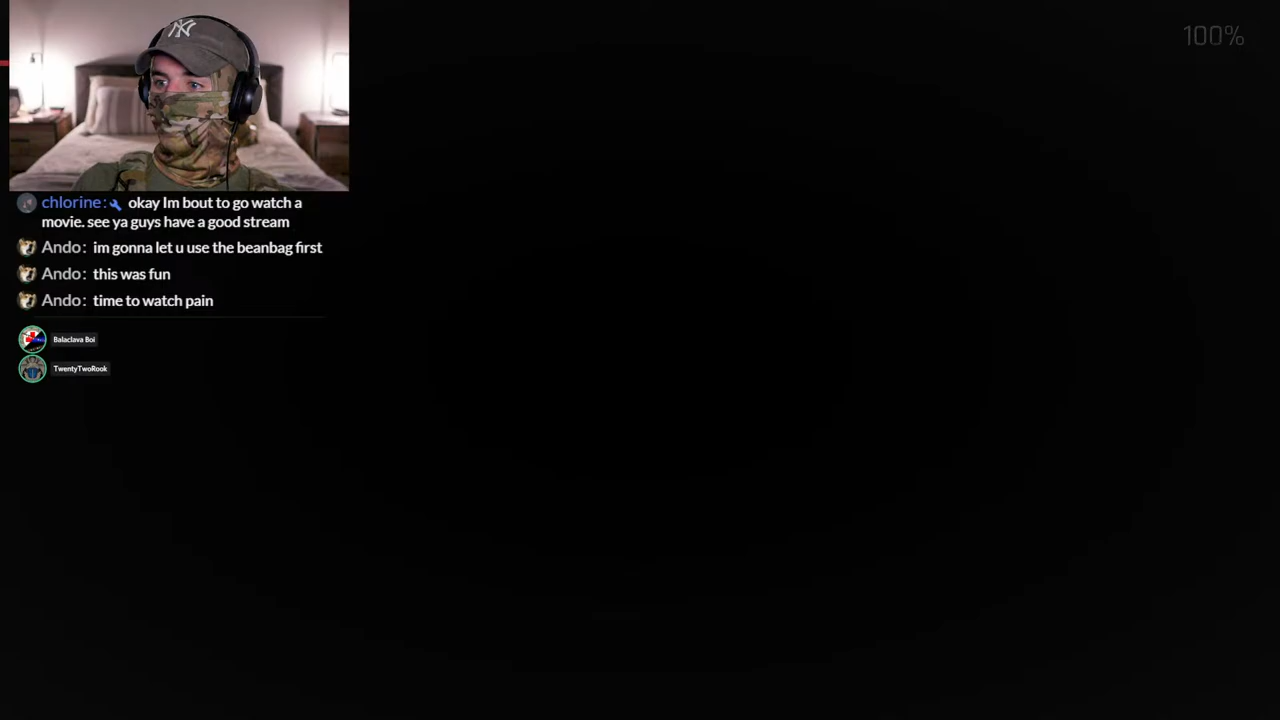 100%
NY
chlorine: okay Im bout to go watch a
movie. see ya guys have a good stream
Ando: im gonna let u use the beanbag first
Ando: this was fun
Ando: time to watch pain
Balaclava Boi
TwentyTwoRook